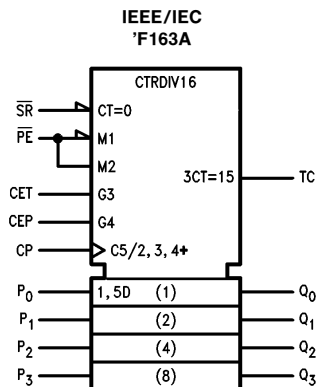 IEEE/IEC
'F163A
CTRDIV16
SR CT=0
PE M1
M2
3CT=15 TC
CET G3
CEP G4
CP C5/2,3,4+
P0 1,5D (1) Q0
P1 (2) Q1
P2 (4) Q2
P3 (8) Q3